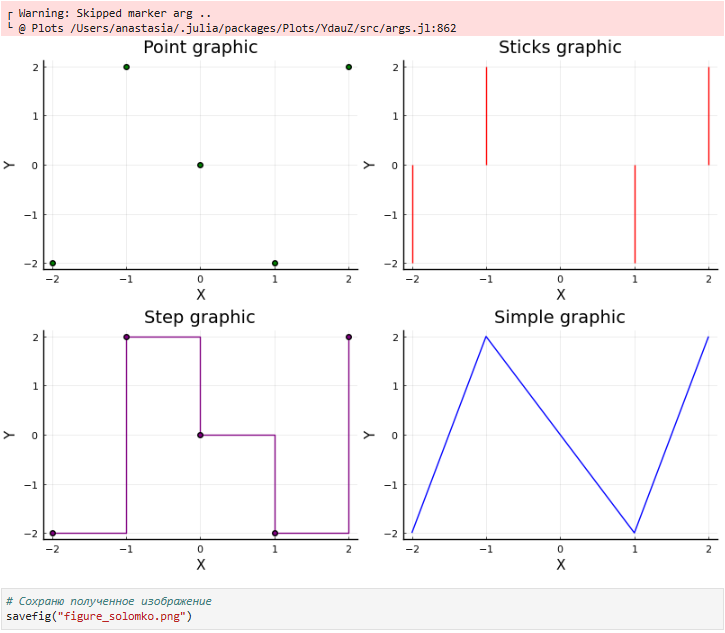 ┌ Warning: Skipped marker arg ..
└ @ Plots /Users/anastasia/.julia/packages/Plots/YdauZ/src/args.jl:862
Point graphic
2
1
0
−1
−2
Y
−2 −1 0 1 2
X
Sticks graphic
2
1
0
−1
−2
Y
−2 −1 0 1 2
X
Step graphic
2
1
0
−1
−2
Y
−2 −1 0 1 2
X
Simple graphic
2
1
0
−1
−2
Y
−2 −1 0 1 2
X
# Сохраню полученное изображение
savefig("figure_solomko.png")